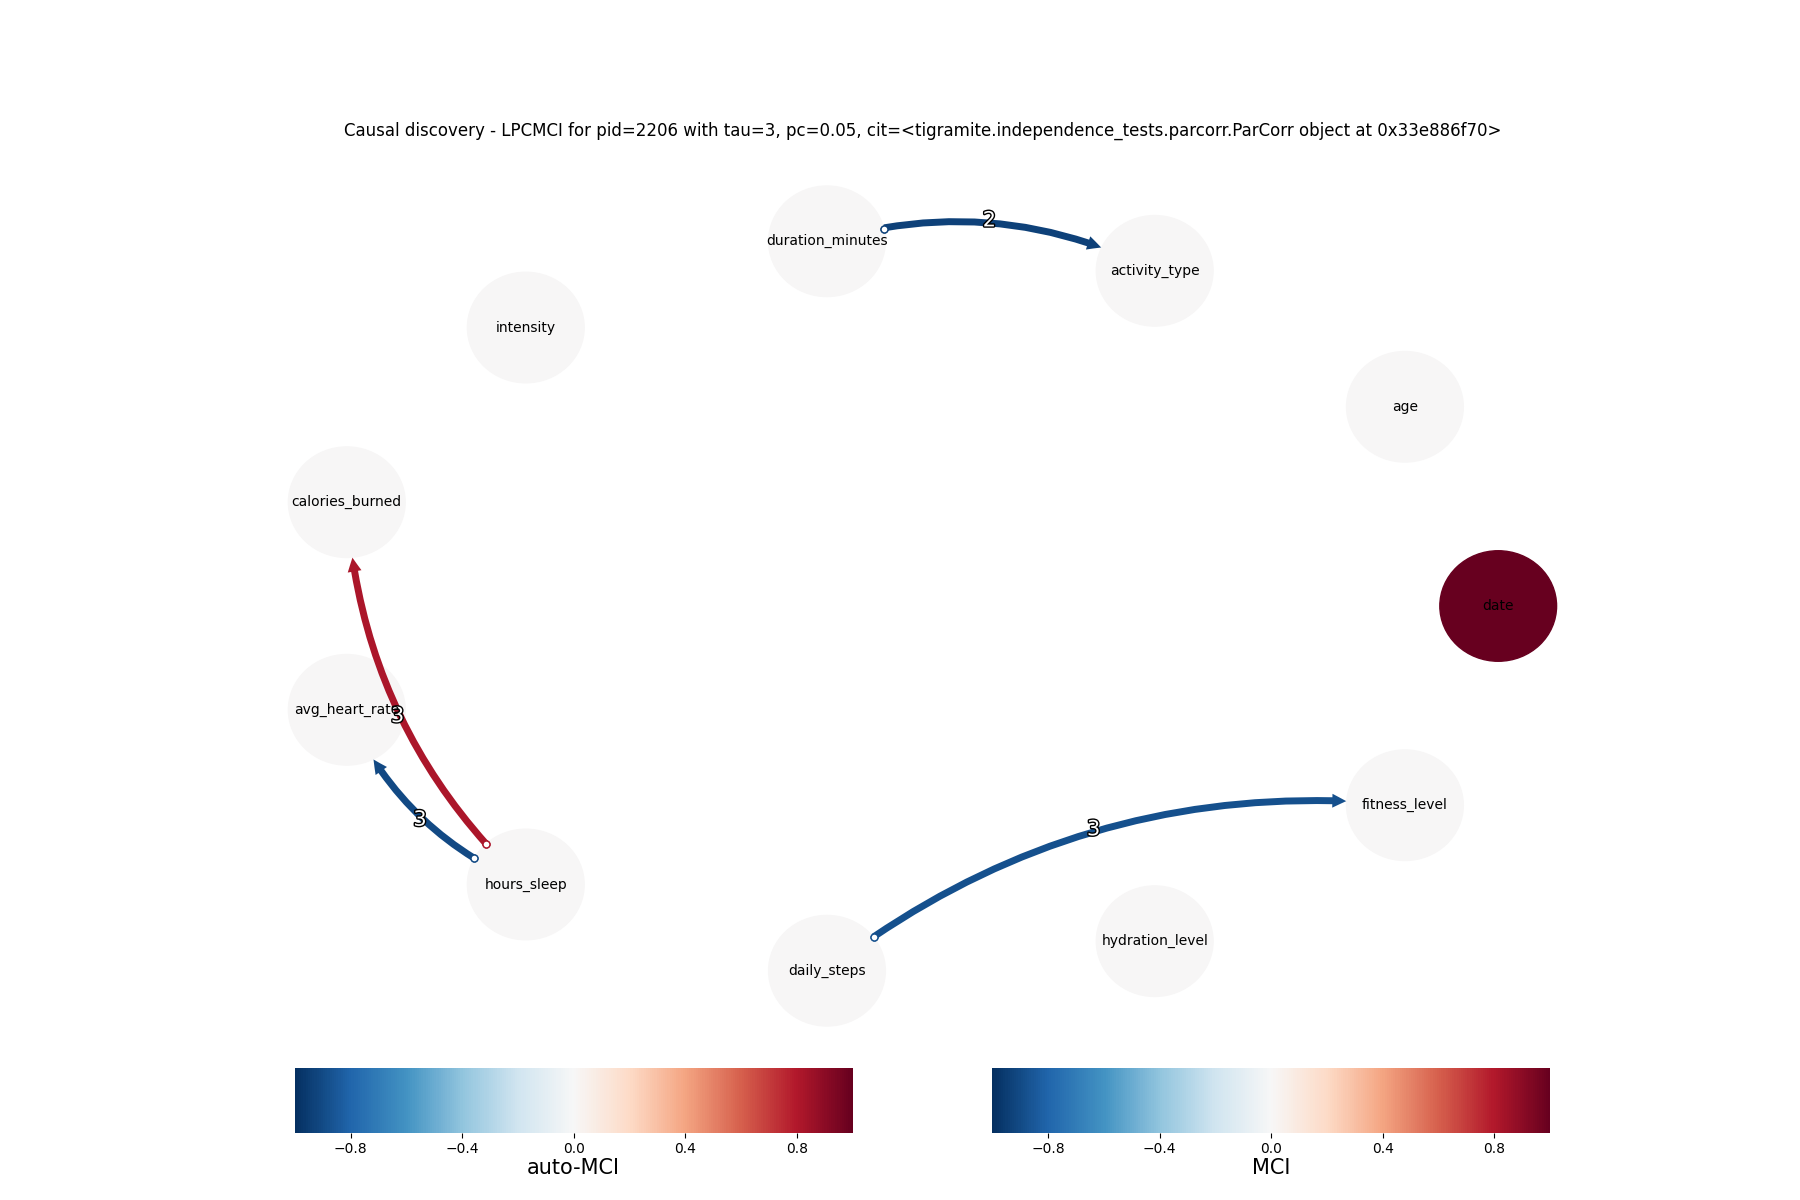 Causal discovery - LPCMCI for pid=2206 with tau=3, pc=0.05, cit=<tigramite.independence_tests.parcorr.ParCorr object at 0x33e886f70>
2
duration_minutes
activity_type
intensity
age
calories_burned
date
avg_heart_rate
3
fitness_level
3
3
hours_sleep
hydration_level
daily_steps
−0.8 −0.4 0.0 0.4 0.8
auto-MCI
−0.8 −0.4 0.0 0.4 0.8
MCI